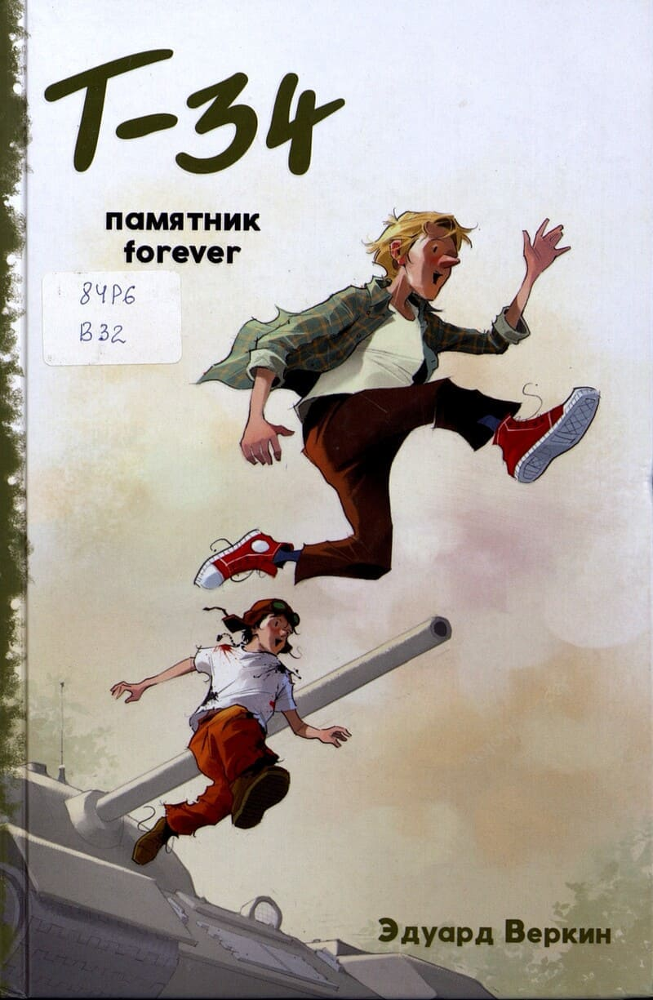 Т-34
памятник
forever
84Р6
В32
Эдуард Веркин